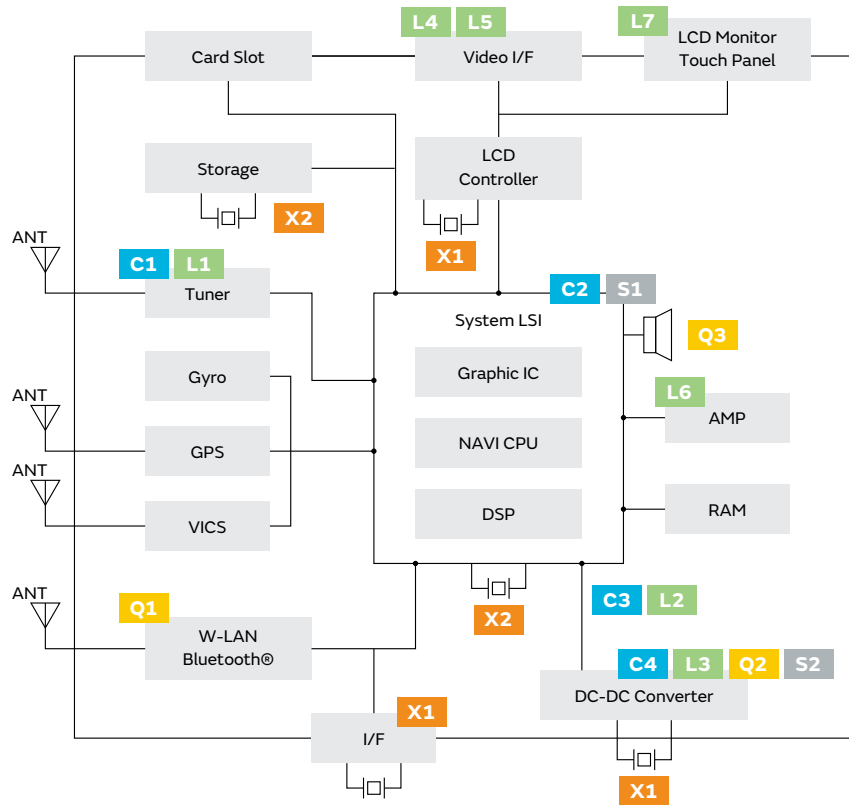 L4 L5
L7
Card Slot
Video I/F
LCD Monitor
Touch Panel
Storage
LCD
Controller
X2
X1
ANT
C1 L1
Tuner
C2 S1
System LSI
Q3
Gyro
Graphic IC
L6
AMP
ANT
GPS
NAVI CPU
ANT
VICS
DSP
RAM
ANT
Q1
X2
C3 L2
W-LAN
Bluetooth®
C4 L3 Q2 S2
DC-DC Converter
X1
I/F
X1